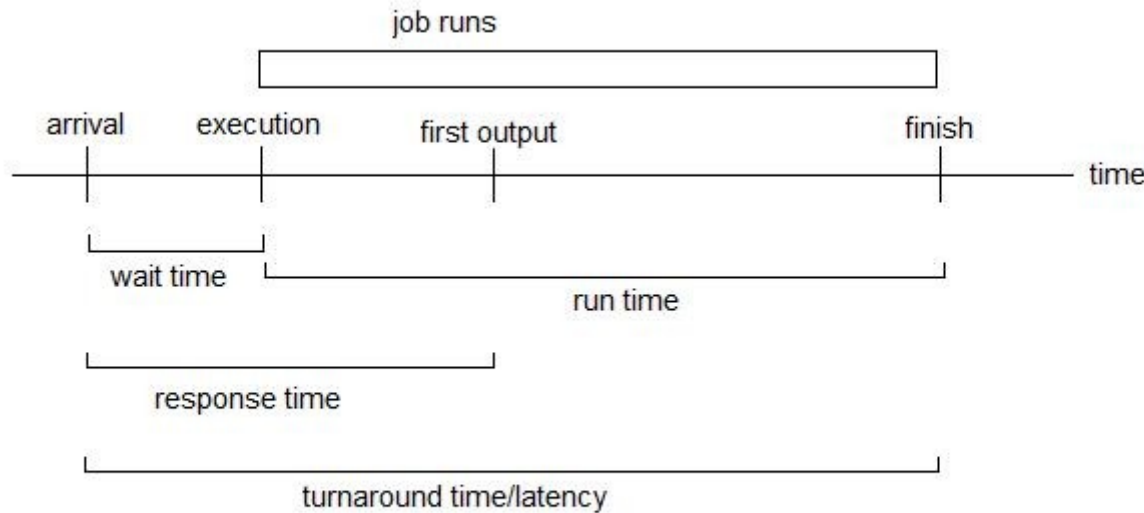 job runs
arrival
execution
first output
finish
time
wait time
run time
response time
turnaround time/latency